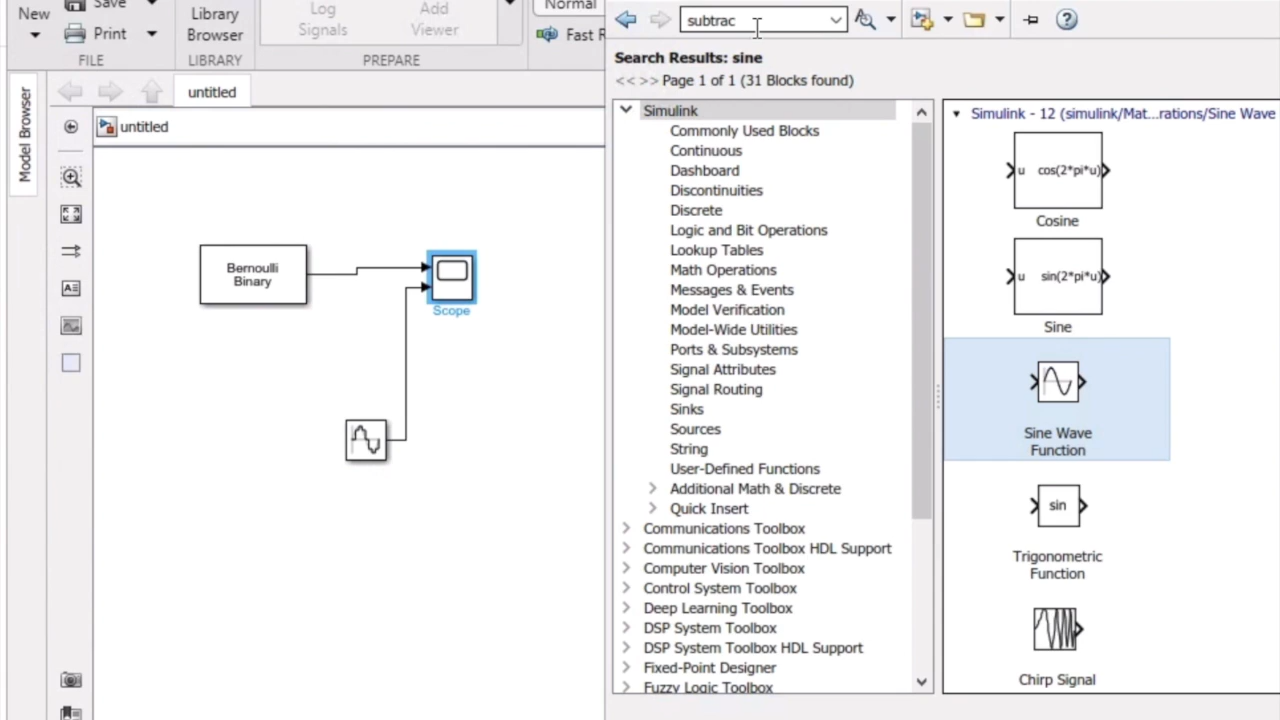 New
Save
Print
FILE
Library
Browser
LIBRARY
Log
Signals
Add
Viewer
PREPARE
Normal
Fast R
untitled
untitled
Model Browser
Bernoulli
Binary
Scope
subtrac
Search Results: sine
<< >> Page 1 of 1 (31 Blocks found)
Simulink
Commonly Used Blocks
Continuous
Dashboard
Discontinuities
Discrete
Logic and Bit Operations
Lookup Tables
Math Operations
Messages & Events
Model Verification
Model-Wide Utilities
Ports & Subsystems
Signal Attributes
Signal Routing
Sinks
Sources
String
User-Defined Functions
Additional Math & Discrete
Quick Insert
Communications Toolbox
Communications Toolbox HDL Support
Computer Vision Toolbox
Control System Toolbox
Deep Learning Toolbox
DSP System Toolbox
DSP System Toolbox HDL Support
Fixed-Point Designer
Fuzzy Logic Toolbox
Simulink - 12 (simulink/Mat...rations/Sine Wave
u cos(2*pi*u)
Cosine
u sin(2*pi*u)
Sine
Sine Wave
Function
sin
Trigonometric
Function
Chirp Signal